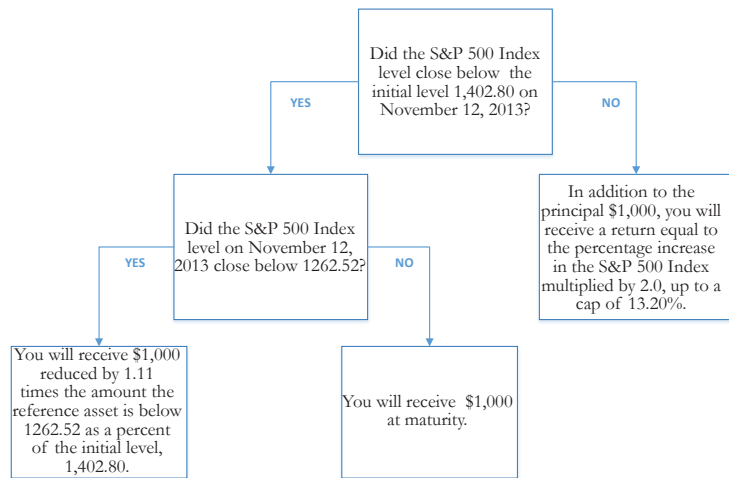 Did the S&P 500 Index
level close below the
initial level 1,402.80 on
November 12, 2013?
YES
NO
Did the S&P 500 Index
level on November 12,
2013 close below 1262.52?
In addition to the
principal $1,000, you will
receive a return equal to
the percentage increase
in the S&P 500 Index
multiplied by 2.0, up to a
cap of 13.20%.
YES
NO
You will receive $1,000
reduced by 1.11
times the amount the
reference asset is below
1262.52 as a percent
of the initial level,
1,402.80.
You will receive $1,000
at maturity.